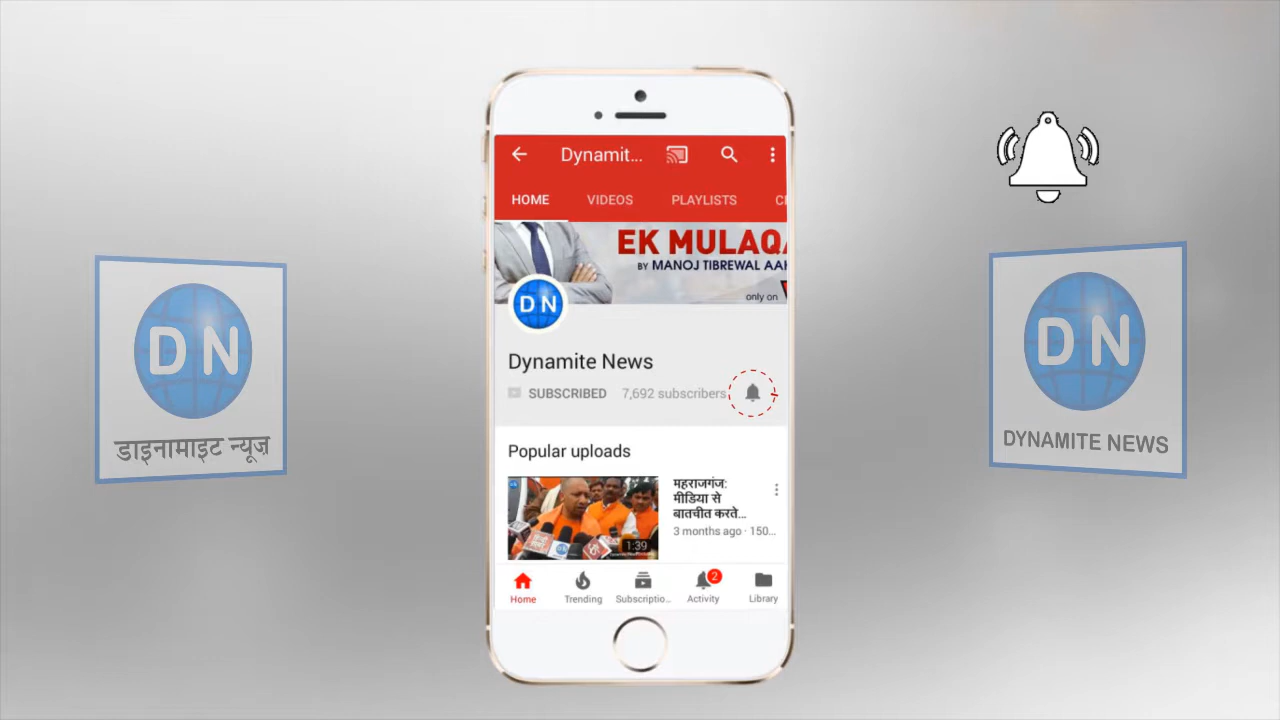 Dynamit...
HOME VIDEOS PLAYLISTS
EK MULAQA
BY MANOJ TIBREWAL AAH
only on
DN
Dynamite News
SUBSCRIBED 7,692 subscribers
Popular uploads
महराजगंज:
मीडिया से
बातचीत करते...
3 months ago · 150...
1:39
2
Home Trending Subscriptio... Activity Library
DN
डाइनामाइट न्यूज़
DN
DYNAMITE NEWS